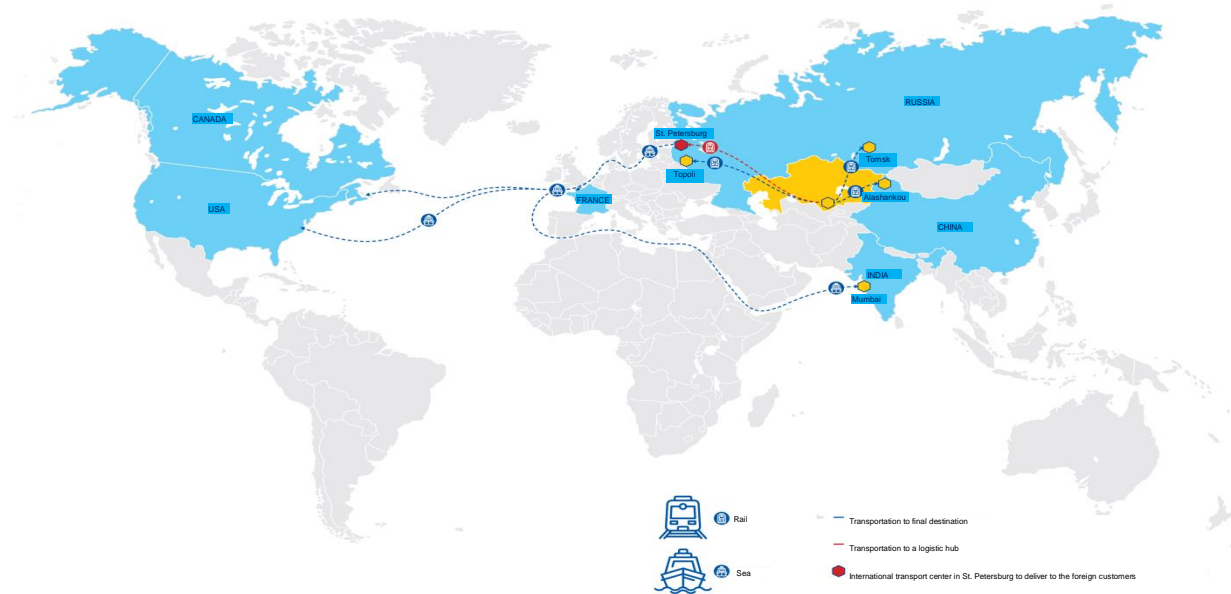 RUSSIA
CANADA
St. Petersburg
Tomsk
Topoli
Alashankou
FRANCE
USA
CHINA
INDIA
Mumbai
Rail
Transportation to final destination
Transportation to a logistic hub
Sea
International transport center in St. Petersburg to deliver to the foreign customers